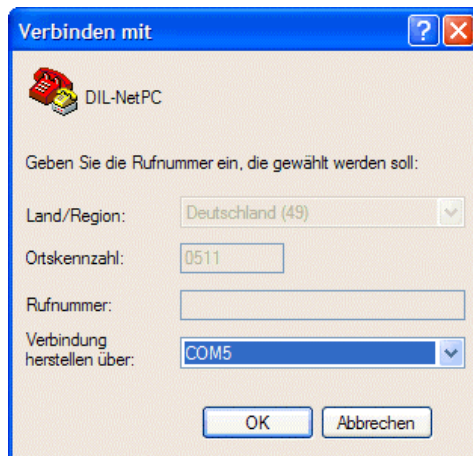 Verbinden mit
DIL-NetPC
Geben Sie die Rufnummer ein, die gewählt werden soll:
Land/Region: Deutschland (49)
Ortskennzahl: 0511
Rufnummer:
Verbindung
herstellen über: COM5
OK Abbrechen